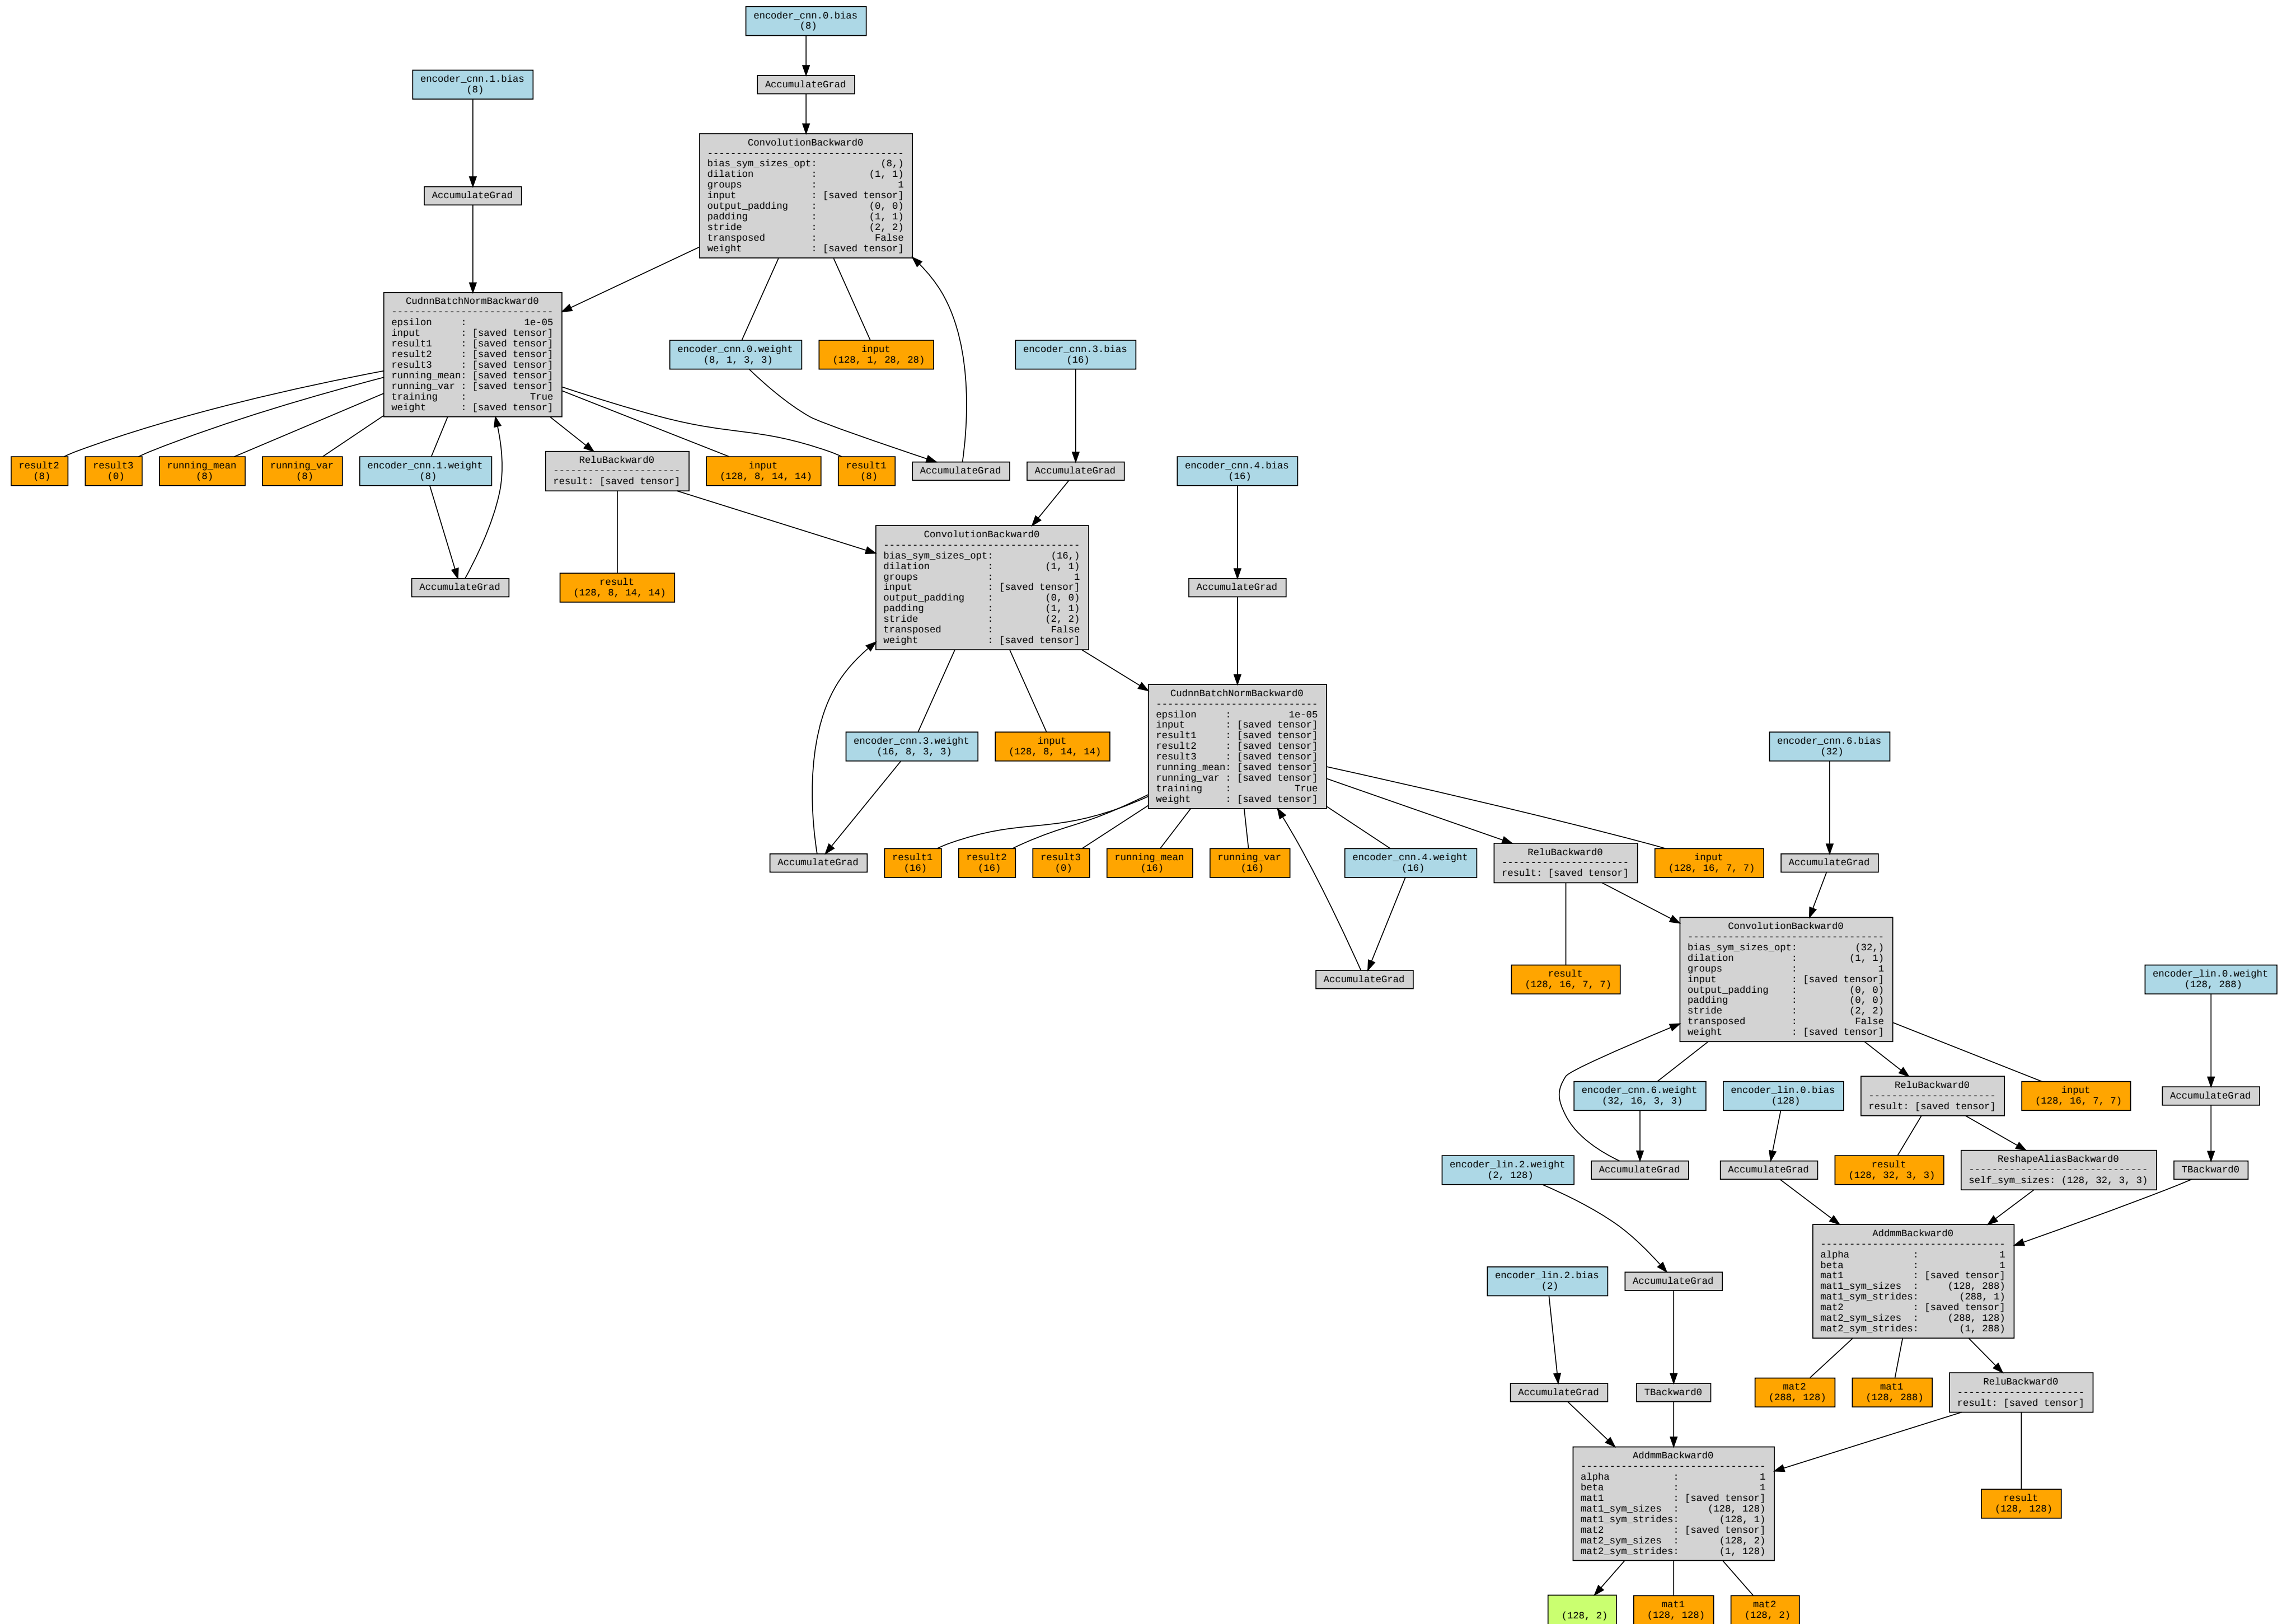 encoder_cnn.0.bias
(8)
AccumulateGrad
encoder_cnn.1.bias
(8)
AccumulateGrad
ConvolutionBackward0
---------------------------------
bias_sym_sizes_opt: (8,)
dilation : (1, 1)
groups : 1
input : [saved tensor]
output_padding : (0, 0)
padding : (1, 1)
stride : (2, 2)
transposed : False
weight : [saved tensor]
CudnnBatchNormBackward0
----------------------------
epsilon : 1e-05
input : [saved tensor]
result1 : [saved tensor]
result2 : [saved tensor]
result3 : [saved tensor]
running_mean: [saved tensor]
running_var : [saved tensor]
training : True
weight : [saved tensor]
encoder_cnn.0.weight
(8, 1, 3, 3)
input
(128, 1, 28, 28)
encoder_cnn.3.bias
(16)
result2
(8)
result3
(0)
running_mean
(8)
running_var
(8)
encoder_cnn.1.weight
(8)
ReluBackward0
---------------------
result: [saved tensor]
input
(128, 8, 14, 14)
result1
(8)
AccumulateGrad
AccumulateGrad
encoder_cnn.4.bias
(16)
AccumulateGrad
result
(128, 8, 14, 14)
ConvolutionBackward0
---------------------------------
bias_sym_sizes_opt: (16,)
dilation : (1, 1)
groups : 1
input : [saved tensor]
output_padding : (0, 0)
padding : (1, 1)
stride : (2, 2)
transposed : False
weight : [saved tensor]
AccumulateGrad
encoder_cnn.3.weight
(16, 8, 3, 3)
input
(128, 8, 14, 14)
CudnnBatchNormBackward0
----------------------------
epsilon : 1e-05
input : [saved tensor]
result1 : [saved tensor]
result2 : [saved tensor]
result3 : [saved tensor]
running_mean: [saved tensor]
running_var : [saved tensor]
training : True
weight : [saved tensor]
encoder_cnn.6.bias
(32)
AccumulateGrad
result1
(16)
result2
(16)
result3
(0)
running_mean
(16)
running_var
(16)
encoder_cnn.4.weight
(16)
ReluBackward0
---------------------
result: [saved tensor]
input
(128, 16, 7, 7)
AccumulateGrad
AccumulateGrad
result
(128, 16, 7, 7)
ConvolutionBackward0
---------------------------------
bias_sym_sizes_opt: (32,)
dilation : (1, 1)
groups : 1
input : [saved tensor]
output_padding : (0, 0)
padding : (0, 0)
stride : (2, 2)
transposed : False
weight : [saved tensor]
encoder_lin.0.weight
(128, 288)
encoder_cnn.6.weight
(32, 16, 3, 3)
encoder_lin.0.bias
(128)
ReluBackward0
---------------------
result: [saved tensor]
input
(128, 16, 7, 7)
AccumulateGrad
encoder_lin.2.weight
(2, 128)
AccumulateGrad
AccumulateGrad
result
(128, 32, 3, 3)
ReshapeAliasBackward0
------------------------------
self_sym_sizes: (128, 32, 3, 3)
TBackward0
encoder_lin.2.bias
(2)
AccumulateGrad
AddmmBackward0
-------------------------------
alpha : 1
beta : 1
mat1 : [saved tensor]
mat1_sym_sizes : (128, 288)
mat1_sym_strides: (288, 1)
mat2 : [saved tensor]
mat2_sym_sizes : (288, 128)
mat2_sym_strides: (1, 288)
AccumulateGrad
TBackward0
mat2
(288, 128)
mat1
(128, 288)
ReluBackward0
---------------------
result: [saved tensor]
AddmmBackward0
-------------------------------
alpha : 1
beta : 1
mat1 : [saved tensor]
mat1_sym_sizes : (128, 128)
mat1_sym_strides: (128, 1)
mat2 : [saved tensor]
mat2_sym_sizes : (128, 2)
mat2_sym_strides: (1, 128)
result
(128, 128)
(128, 2)
mat1
(128, 128)
mat2
(128, 2)